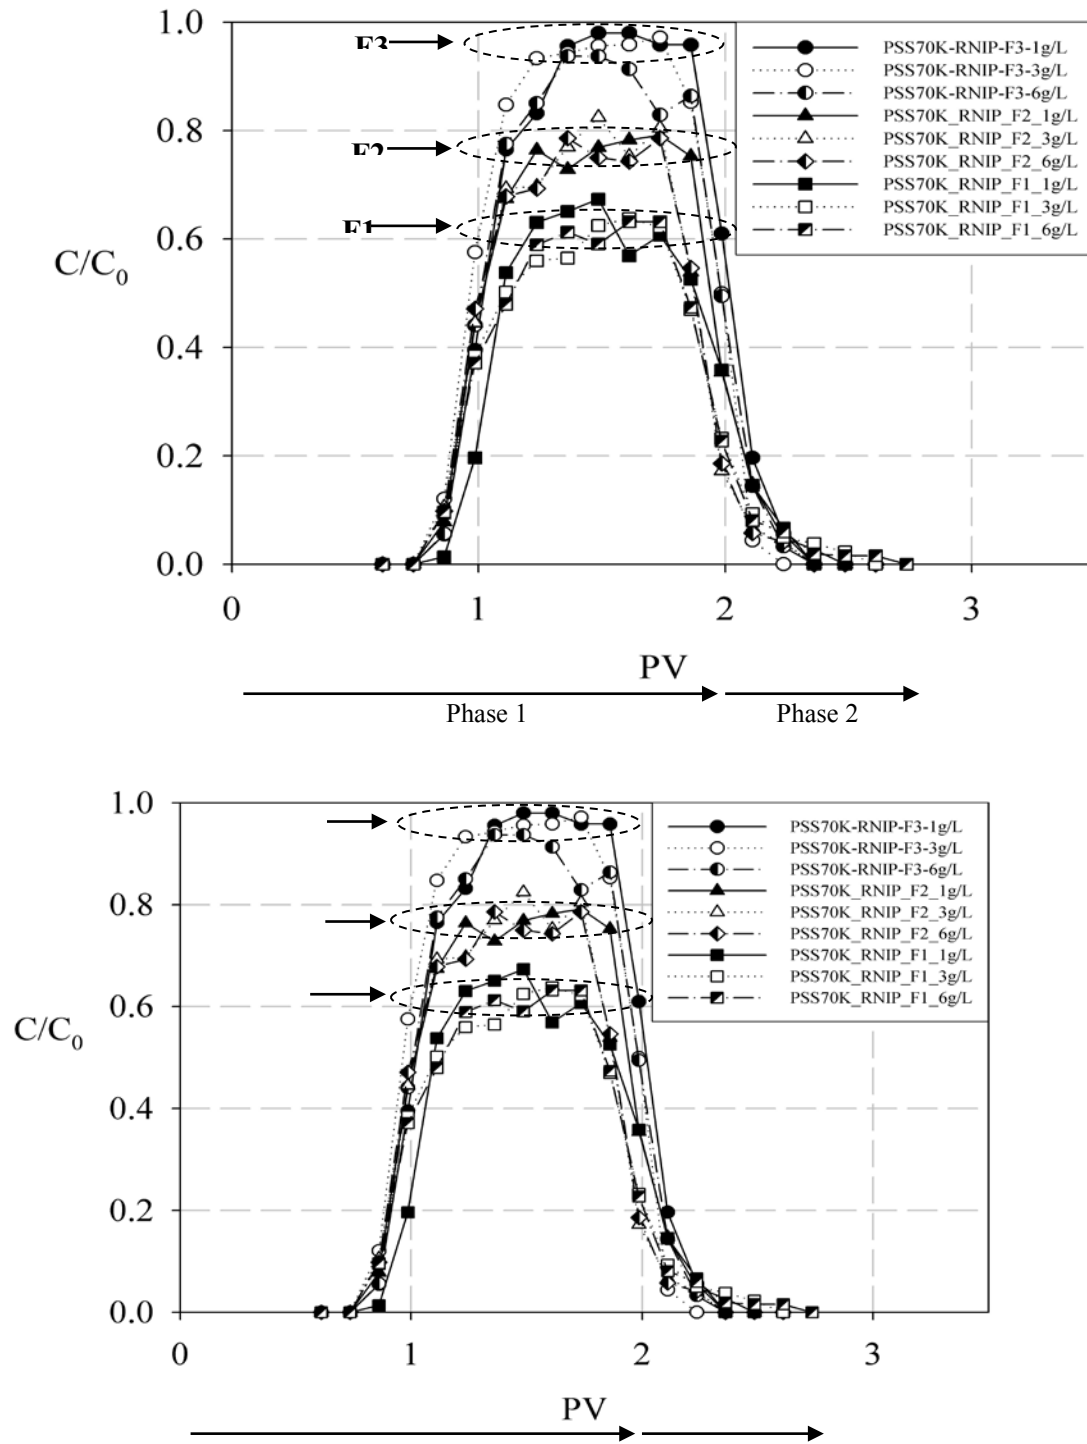 1.0
F3
PSS70K-RNIP-F3-1g/L
PSS70K-RNIP-F3-3g/L
PSS70K-RNIP-F3-6g/L
PSS70K_RNIP_F2_1g/L
PSS70K_RNIP_F2_3g/L
PSS70K_RNIP_F2_6g/L
PSS70K_RNIP_F1_1g/L
PSS70K_RNIP_F1_3g/L
PSS70K_RNIP_F1_6g/L
0.8
F2
F1
0.6
C/C0
0.4
0.2
0.0
0 1 2 3
PV
Phase 1 Phase 2
1.0
PSS70K-RNIP-F3-1g/L
PSS70K-RNIP-F3-3g/L
PSS70K-RNIP-F3-6g/L
PSS70K_RNIP_F2_1g/L
PSS70K_RNIP_F2_3g/L
PSS70K_RNIP_F2_6g/L
PSS70K_RNIP_F1_1g/L
PSS70K_RNIP_F1_3g/L
PSS70K_RNIP_F1_6g/L
0.8
0.6
C/C0
0.4
0.2
0.0
0 1 2 3
PV